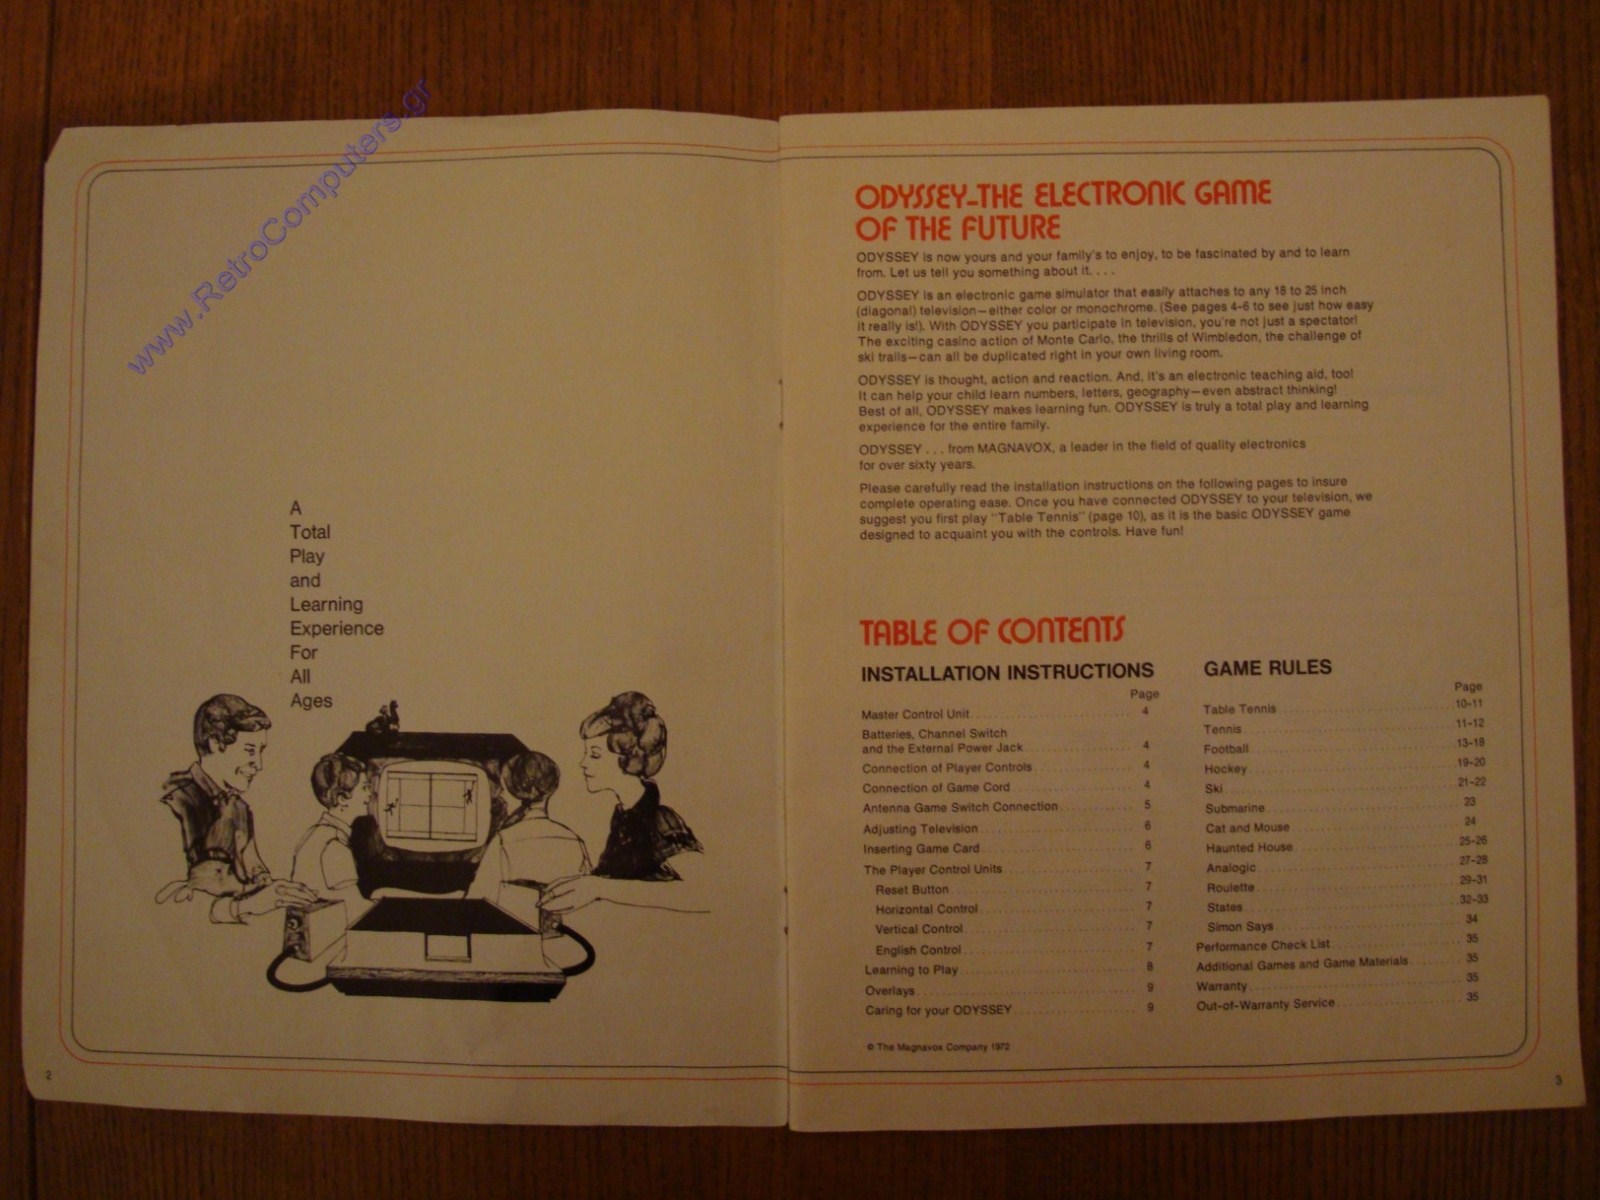 www.RetroComputers.gr
A
Total
Play
and
Learning
Experience
For
All
Ages
2
ODYSSEY-THE ELECTRONIC GAME
OF THE FUTURE
ODYSSEY is now yours and your family's to enjoy, to be fascinated by and to learn
from. Let us tell you something about it. . . .
ODYSSEY is an electronic game simulator that easily attaches to any 18 to 25 inch
(diagonal) television—either color or monochrome. (See pages 4-6 to see just how easy
it really is!). With ODYSSEY you participate in television, you're not just a spectator!
The exciting casino action of Monte Carlo, the thrills of Wimbledon, the challenge of
ski trails—can all be duplicated right in your own living room.
ODYSSEY is thought, action and reaction. And, it's an electronic teaching aid, too!
It can help your child learn numbers, letters, geography—even abstract thinking!
Best of all, ODYSSEY makes learning fun. ODYSSEY is truly a total play and learning
experience for the entire family.
ODYSSEY . . . from MAGNAVOX, a leader in the field of quality electronics
for over sixty years.
Please carefully read the installation instructions on the following pages to insure
complete operating ease. Once you have connected ODYSSEY to your television, we
suggest you first play "Table Tennis" (page 10), as it is the basic ODYSSEY game
designed to acquaint you with the controls. Have fun!
TABLE OF CONTENTS
INSTALLATION INSTRUCTIONS
Page
Master Control Unit 4
Batteries, Channel Switch
and the External Power Jack 4
Connection of Player Controls 4
Connection of Game Cord 4
Antenna Game Switch Connection 5
Adjusting Television 6
Inserting Game Card 6
The Player Control Units 7
Reset Button 7
Horizontal Control 7
Vertical Control 7
English Control 7
Learning to Play 8
Overlays 9
Caring for your ODYSSEY 9
GAME RULES
Page
Table Tennis 10-11
Tennis 11-12
Football 13-18
Hockey 19-20
Ski 21-22
Submarine 23
Cat and Mouse 24
Haunted House 25-26
Analogic 27-28
Roulette 29-31
States 32-33
Simon Says 34
Performance Check List 35
Additional Games and Game Materials 35
Warranty 35
Out-of-Warranty Service 35
© The Magnavox Company 1972
3